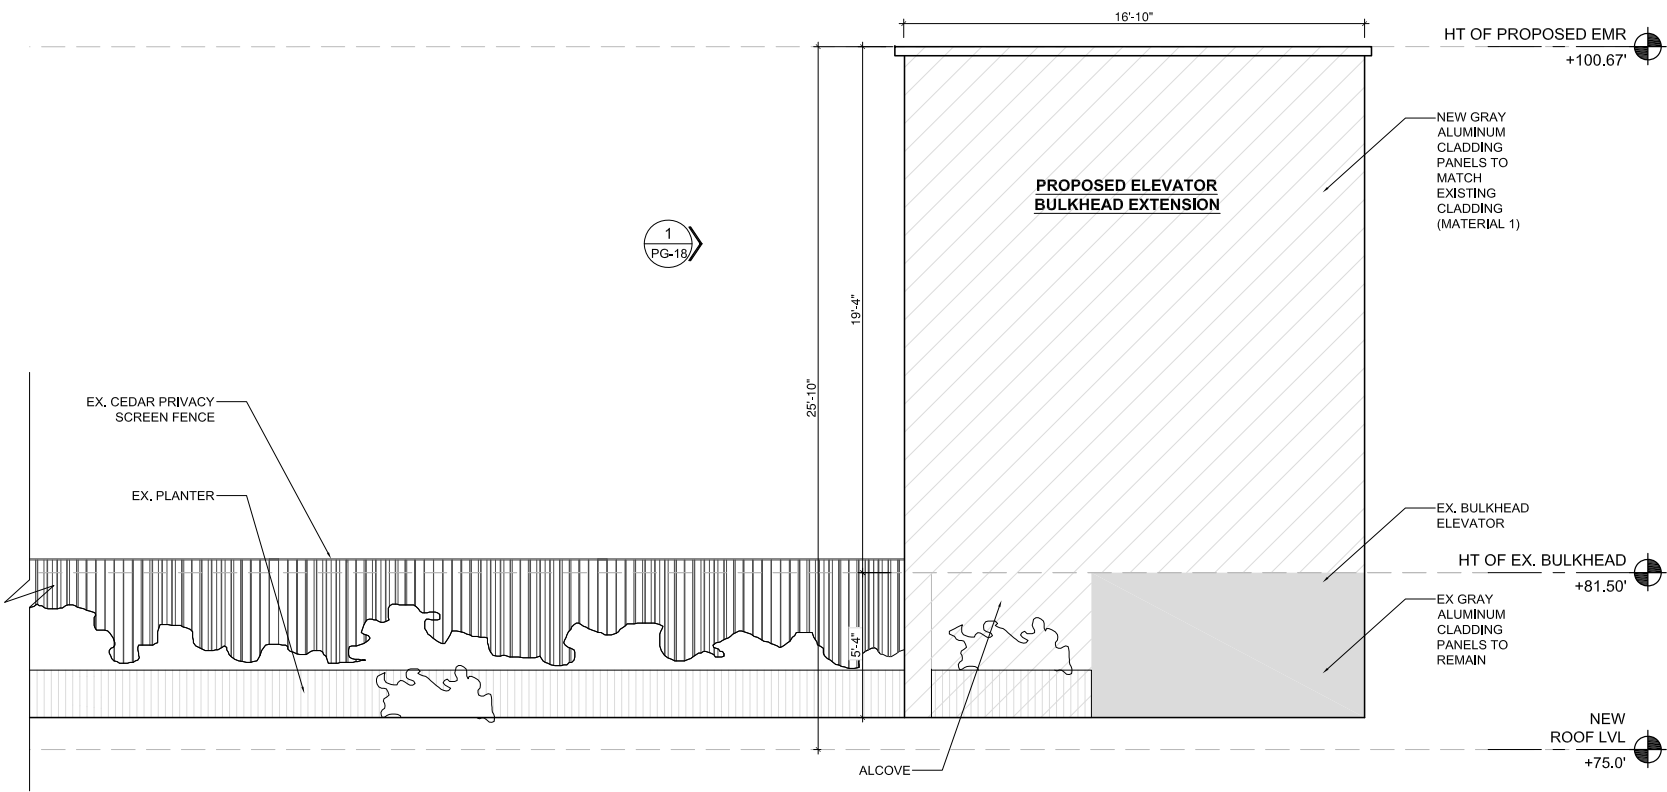 16'-10"
HT OF PROPOSED EMR
+100.67'
NEW GRAY
ALUMINUM
CLADDING
PANELS TO
MATCH
EXISTING
CLADDING
(MATERIAL 1)
PROPOSED ELEVATOR
BULKHEAD EXTENSION
1
PG-18
19'-4"
25'-10"
EX. CEDAR PRIVACY
SCREEN FENCE
EX. PLANTER
EX. BULKHEAD
ELEVATOR
HT OF EX. BULKHEAD
+81.50'
EX GRAY
ALUMINUM
CLADDING
PANELS TO
REMAIN
5'-4"
NEW
ROOF LVL
+75.0'
ALCOVE